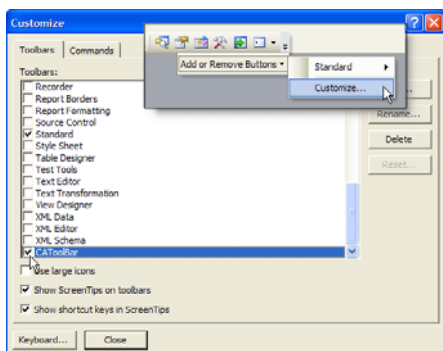 Customize
Toolbars
Commands
Add or Remove Buttons
Standard
Customize...
Toolbars:
Recorder
Report Borders
Report Formatting
Source Control
Standard
Style Sheet
Table Designer
Test Tools
Text Editor
Text Transformation
View Designer
XML Data
XML Editor
XML Schema
CAToolBar
Rename...
Delete
Reset...
Use large icons
Show ScreenTips on toolbars
Show shortcut keys in ScreenTips
Keyboard...
Close